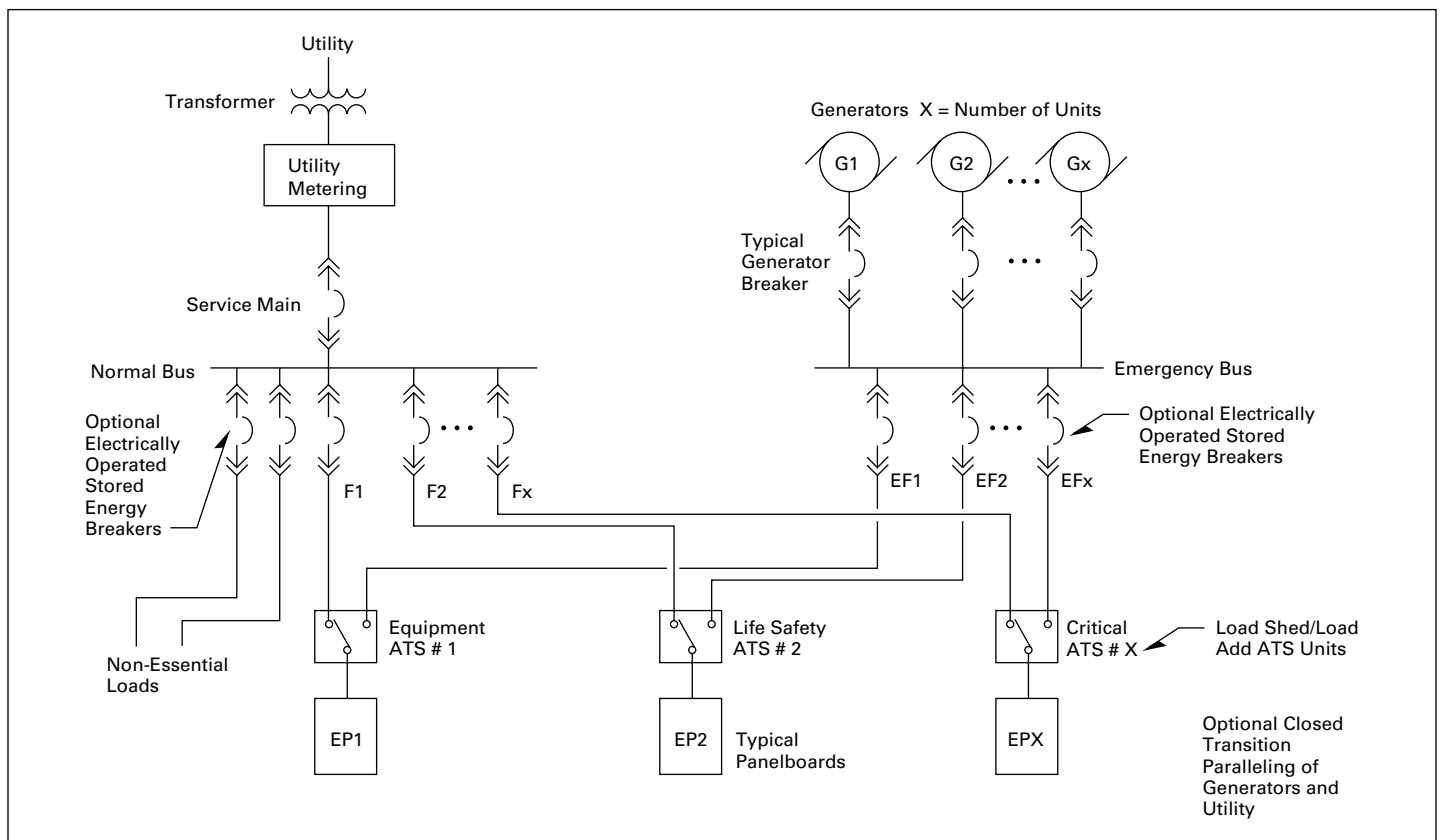 Utility
Transformer
Utility
Metering
Service Main
Normal Bus
Optional
Electrically
Operated
Stored
Energy
Breakers
F1
F2
Fx
Non-Essential
Loads
Generators X = Number of Units
G1
G2
Gx
Typical
Generator
Breaker
Emergency Bus
Optional Electrically
Operated Stored
Energy Breakers
EF1
EF2
EFx
Equipment
ATS # 1
Life Safety
ATS # 2
Critical
ATS # X
Load Shed/Load
Add ATS Units
EP1
EP2
Typical
Panelboards
EPX
Optional Closed
Transition
Paralleling of
Generators and
Utility